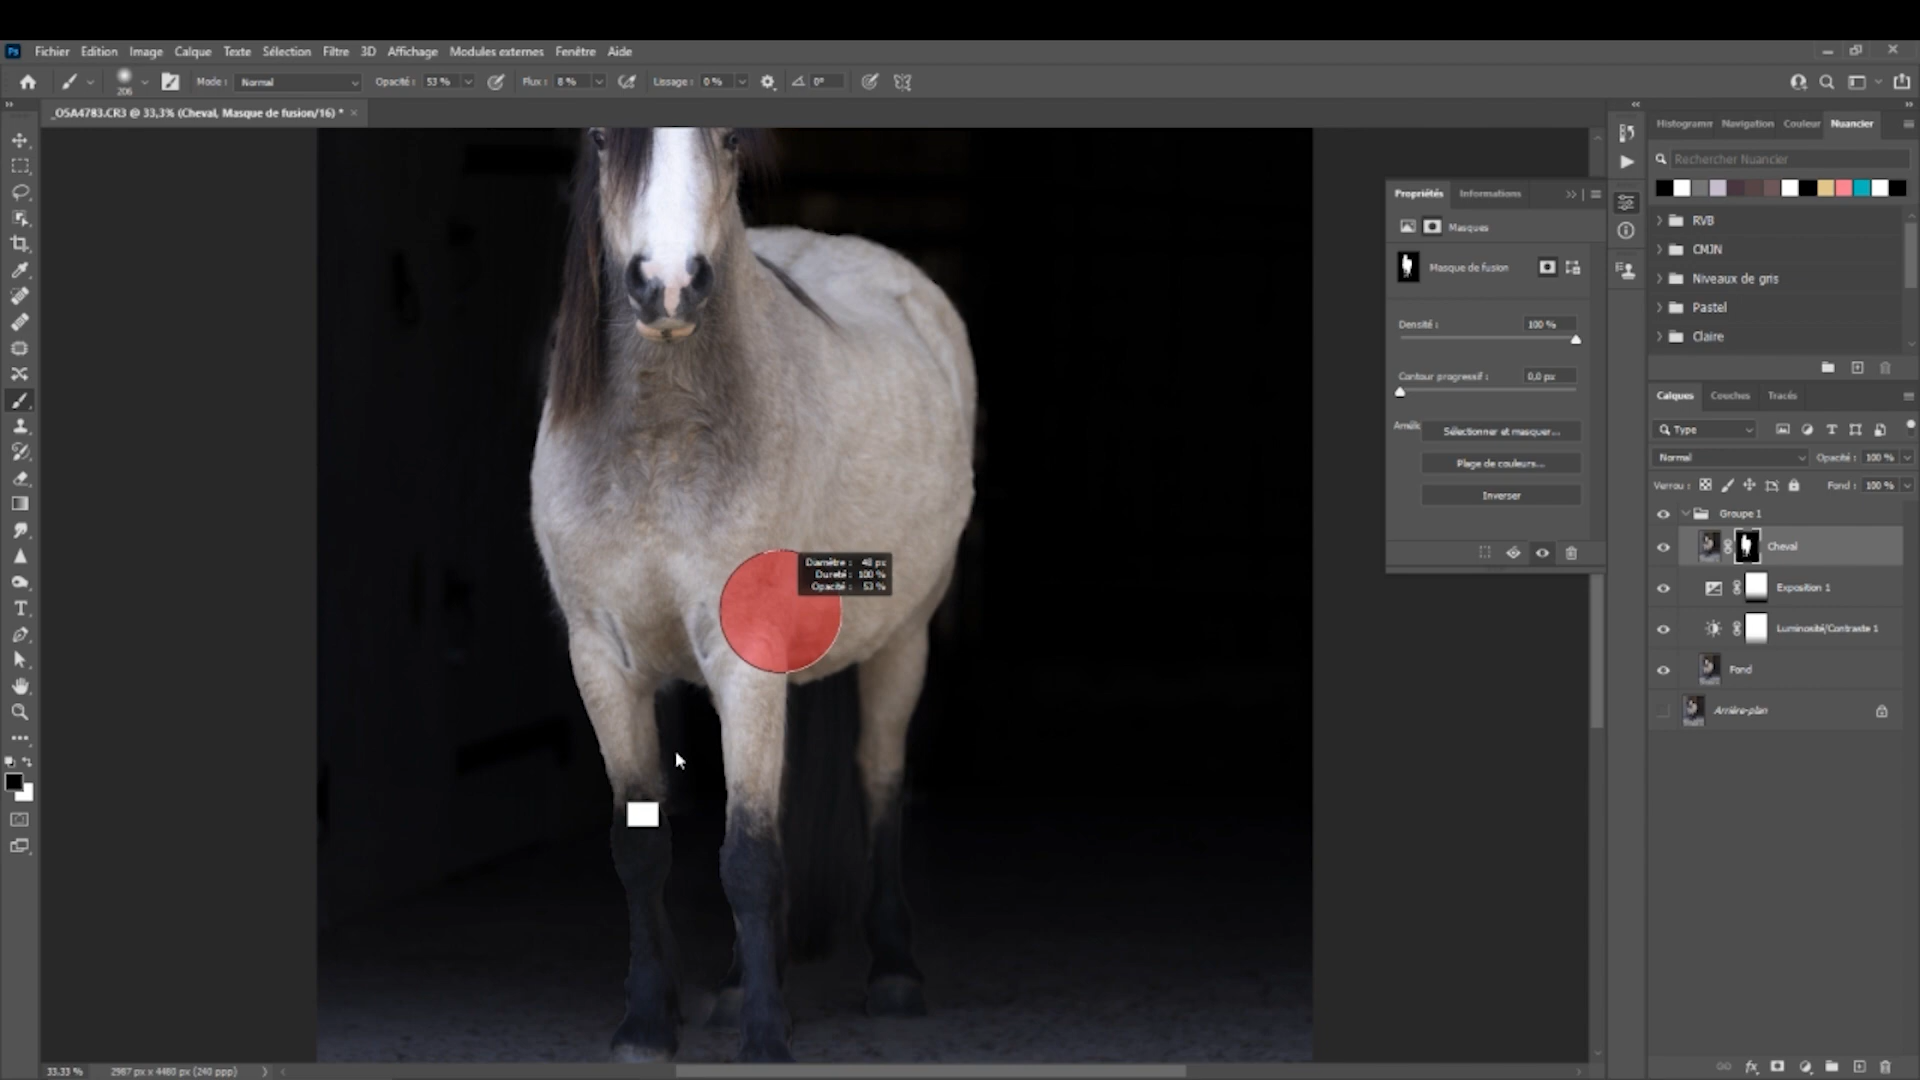 Ps Fichier Edition Image Calque Texte Sélection Filtre 3D Affichage Modules externes Fenêtre Aide
206 Mode : Normal Opacité : 53 % Flux : 8 % Lissage : 0 % 0°
_OSA4783.CR3 @ 33,3% (Cheval, Masque de fusion/16) *
Histogramm Navigation Couleur Nuancier
Rechercher Nuancier
RVB
CMJN
Niveaux de gris
Pastel
Claire
Propriétés Informations
Masques
Masque de fusion
Densité : 100 %
Contour progressif : 0,0 px
Amélic Sélectionner et masquer...
Plage de couleurs...
Inverser
Diamètre : 48 px
Dureté : 100 %
Opacité : 53 %
Calques Couches Tracés
Type
Normal Opacité : 100 %
Verrou : Fond : 100 %
Groupe 1
Cheval
Exposition 1
Luminosité/Contraste 1
Fond
Arrière-plan
33,33 % 2987 px x 4480 px (240 ppp)